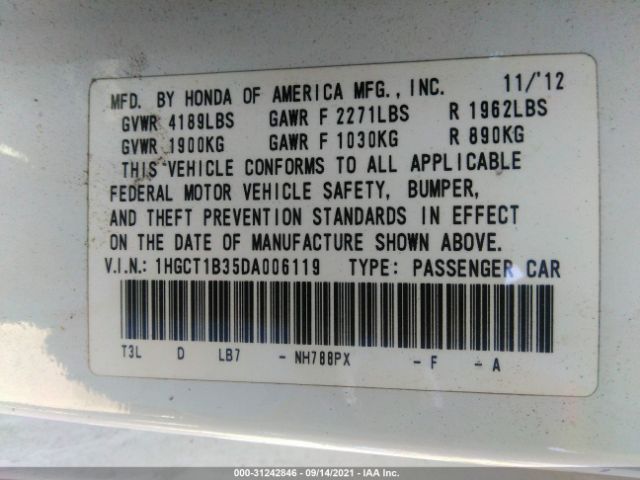 MFD. BY HONDA OF AMERICA MFG., INC. 11/'12
GVWR 4189LBS GAWR F 2271LBS R 1962LBS
GVWR 1900KG GAWR F 1030KG R 890KG
THIS VEHICLE CONFORMS TO ALL APPLICABLE
FEDERAL MOTOR VEHICLE SAFETY, BUMPER,
AND THEFT PREVENTION STANDARDS IN EFFECT
ON THE DATE OF MANUFACTURE SHOWN ABOVE.
V.I.N.: 1HGCT1B35DA006119 TYPE: PASSENGER CAR
T3L D LB7 - NH788PX - F - A
000-31242846 - 09/14/2021 - IAA Inc.